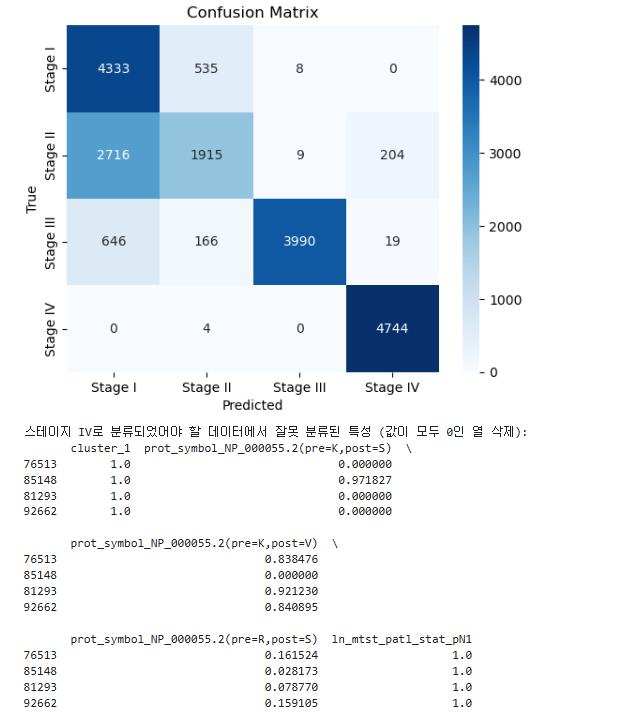 Confusion Matrix
Stage I 4333 535 8 0
Stage II 2716 1915 9 204
Stage III 646 166 3990 19
Stage IV 0 4 0 4744
True
Stage I Stage II Stage III Stage IV
Predicted
4000
3000
2000
1000
0
스테이지 IV로 분류되었어야 할 데이터에서 잘못 분류된 특성 (값이 모두 0인 열 삭제):
cluster_1 prot_symbol_NP_000055.2(pre=K,post=S) \
76513 1.0 0.000000
85148 1.0 0.971827
81293 1.0 0.000000
92662 1.0 0.000000
prot_symbol_NP_000055.2(pre=K,post=V) \
76513 0.838476
85148 0.000000
81293 0.921230
92662 0.840895
prot_symbol_NP_000055.2(pre=R,post=S) ln_mtst_patl_stat_pN1
76513 0.161524 1.0
85148 0.028173 1.0
81293 0.078770 1.0
92662 0.159105 1.0